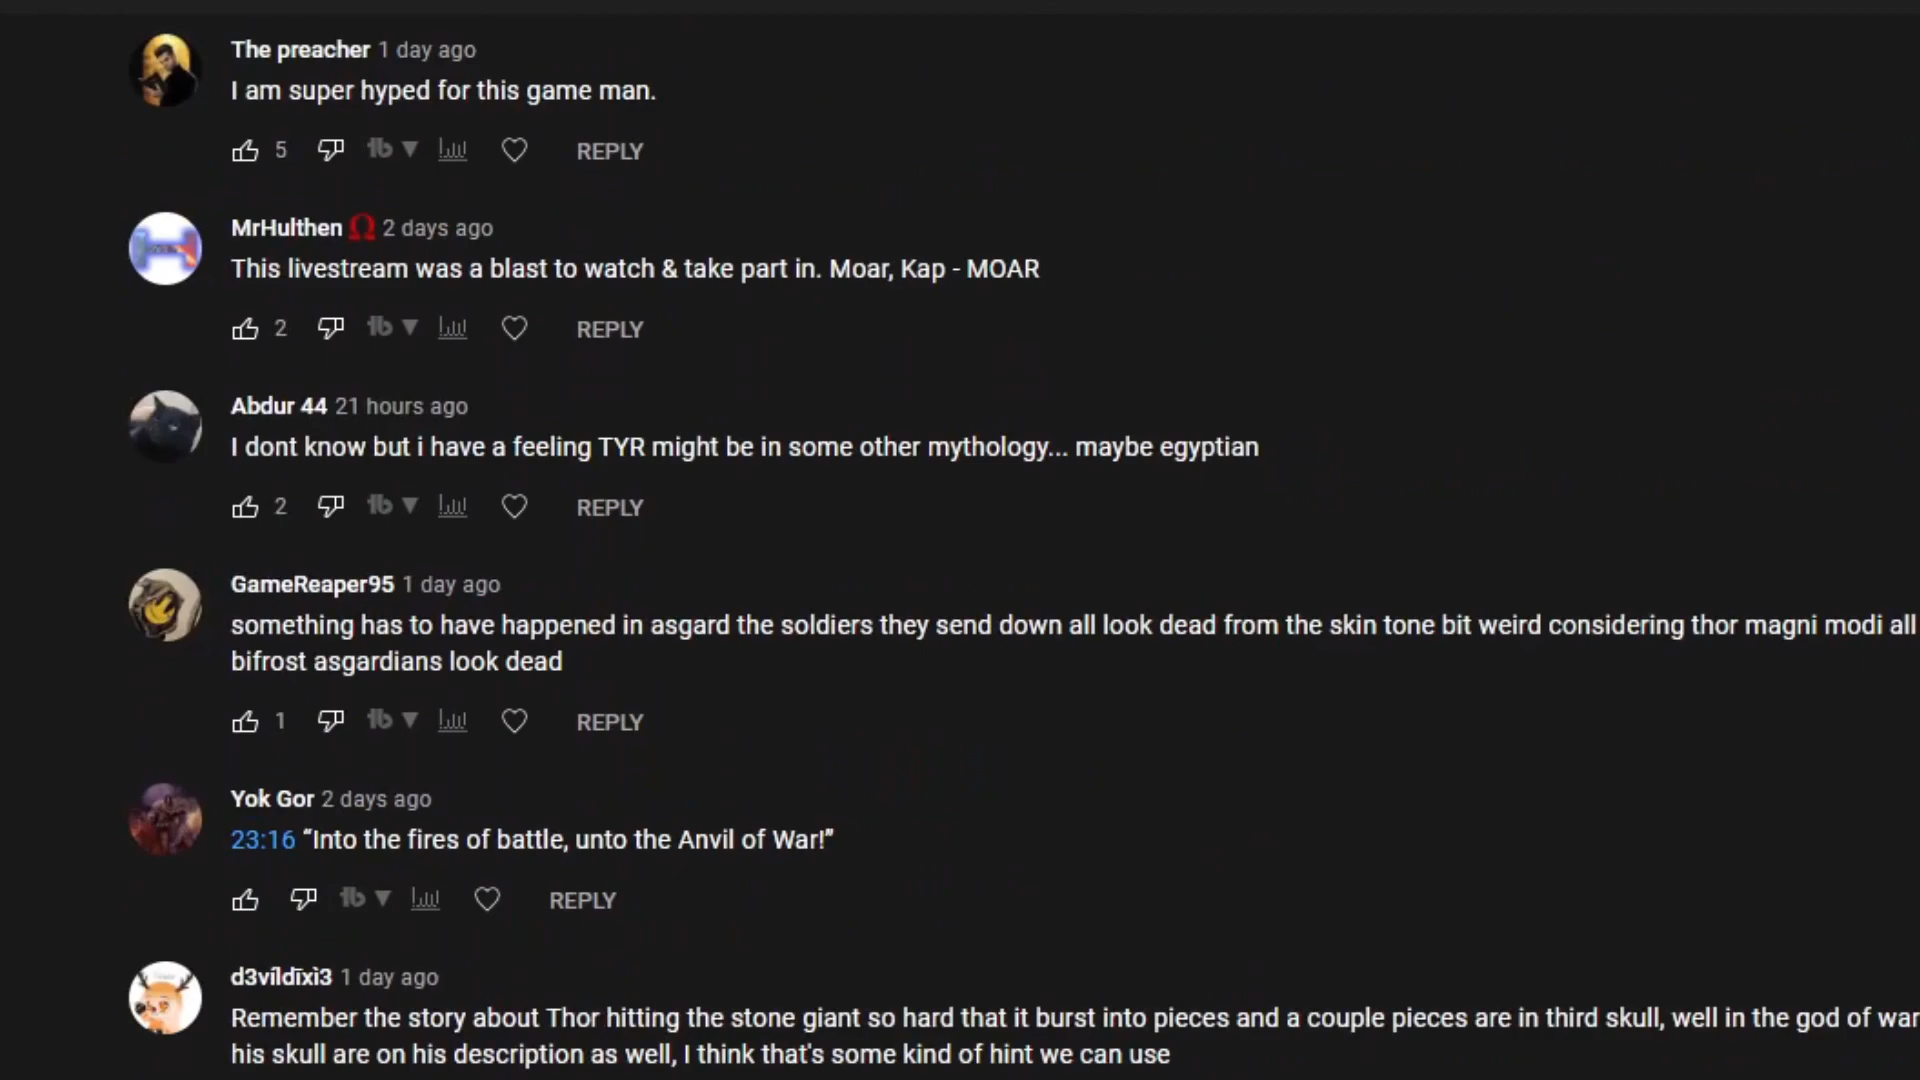 The preacher 1 day ago
I am super hyped for this game man.
5 REPLY
MrHulthen Ω 2 days ago
This livestream was a blast to watch & take part in. Moar, Kap - MOAR
2 REPLY
Abdur 44 21 hours ago
I dont know but i have a feeling TYR might be in some other mythology... maybe egyptian
2 REPLY
GameReaper95 1 day ago
something has to have happened in asgard the soldiers they send down all look dead from the skin tone bit weird considering thor magni modi all
bifrost asgardians look dead
1 REPLY
Yok Gor 2 days ago
23:16 “Into the fires of battle, unto the Anvil of War!”
REPLY
d3víldīxì3 1 day ago
Remember the story about Thor hitting the stone giant so hard that it burst into pieces and a couple pieces are in third skull, well in the god of war
his skull are on his description as well, I think that's some kind of hint we can use